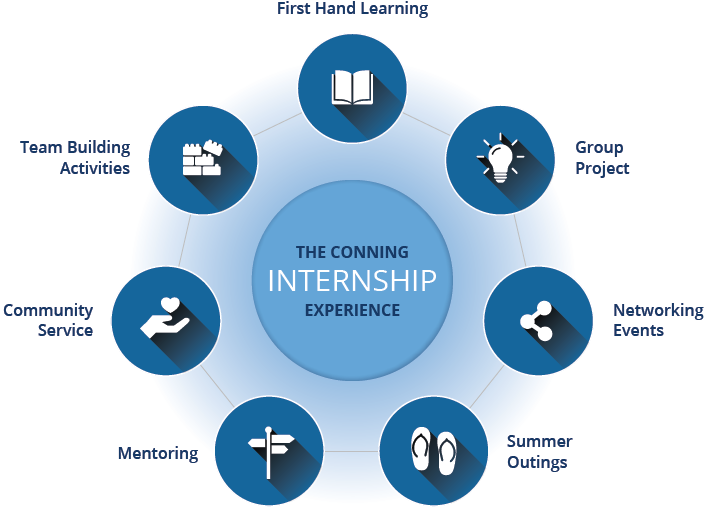 First Hand Learning
Team Building
Activities
Group
Project
THE CONNING
INTERNSHIP
EXPERIENCE
Community
Service
Networking
Events
Mentoring
Summer
Outings